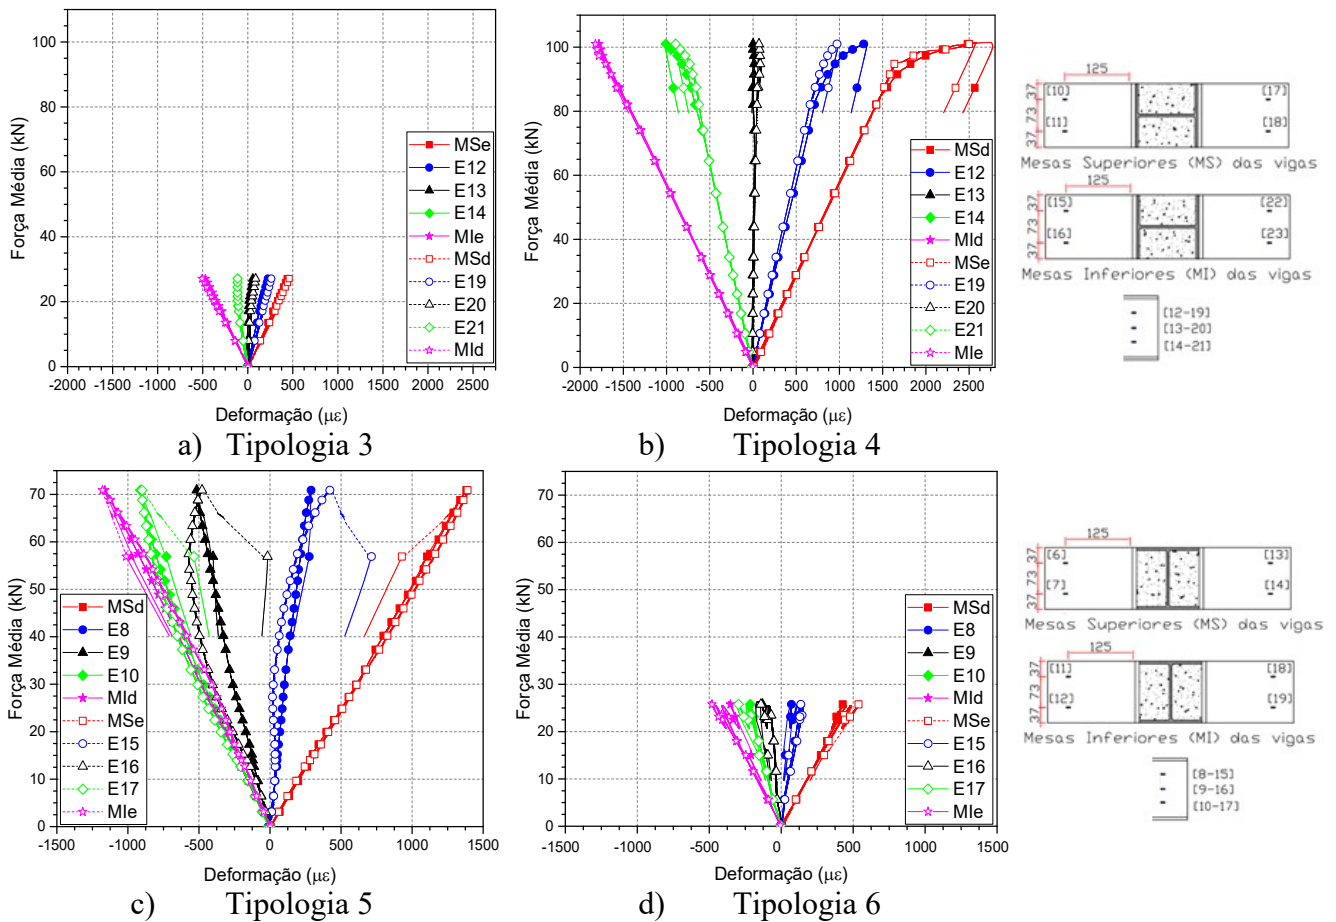 100
80
60
40
20
0
Força Média (kN)
-2000 -1500 -1000 -500 0 500 1000 1500 2000 2500
Deformação (με)
MSe
E12
E13
E14
MIe
MSd
E19
E20
E21
MId
a) Tipologia 3
100
80
60
40
20
0
Força Média (kN)
-2000 -1500 -1000 -500 0 500 1000 1500 2000 2500
Deformação (με)
MSd
E12
E13
E14
MId
MSe
E19
E20
E21
MIe
b) Tipologia 4
125
37
73
37
[10] [17]
[11] [18]
Mesas Superiores (MS) das vigas
125
37
73
37
[15] [22]
[16] [23]
Mesas Inferiores (MI) das vigas
[12-19]
[13-20]
[14-21]
70
60
50
40
30
20
10
0
Força Média (kN)
-1500 -1000 -500 0 500 1000 1500
Deformação (με)
MSd
E8
E9
E10
MId
MSe
E15
E16
E17
MIe
c) Tipologia 5
70
60
50
40
30
20
10
0
Força Média (kN)
-1500 -1000 -500 0 500 1000 1500
Deformação (με)
MSd
E8
E9
E10
MId
MSe
E15
E16
E17
MIe
d) Tipologia 6
125
37
73
37
[6] [13]
[7] [14]
Mesas Superiores (MS) das vigas
125
37
73
37
[11] [18]
[12] [19]
Mesas Inferiores (MI) das vigas
[8-15]
[9-16]
[10-17]